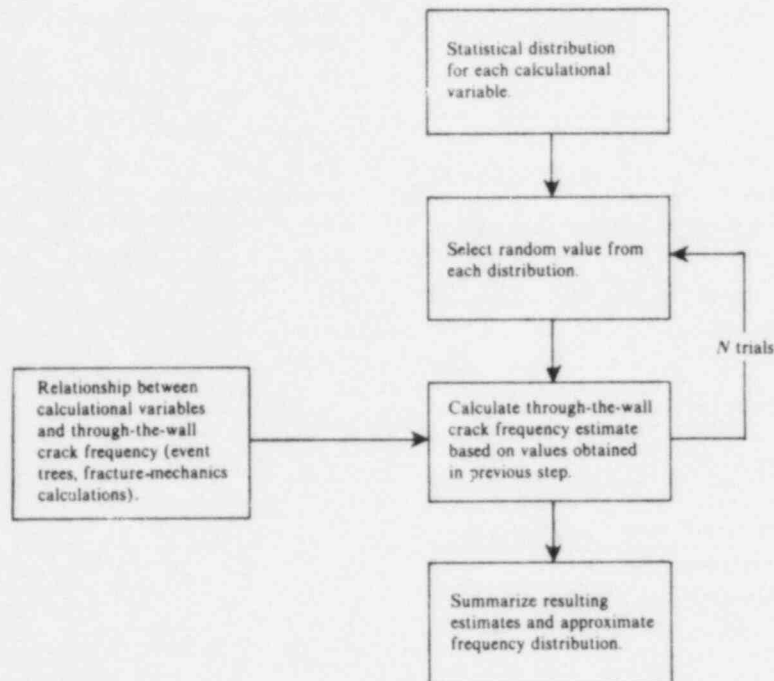 Statistical distribution
for each calculational
variable.
Select random value from
each distribution.
N trials
Relationship between
calculational variables
and through-the-wall
crack frequency (event
trees, fracture-mechanics
calculations).
Calculate through-the-wall
crack frequency estimate
based on values obtained
in previous step.
Summarize resulting
estimates and approximate
frequency distribution.